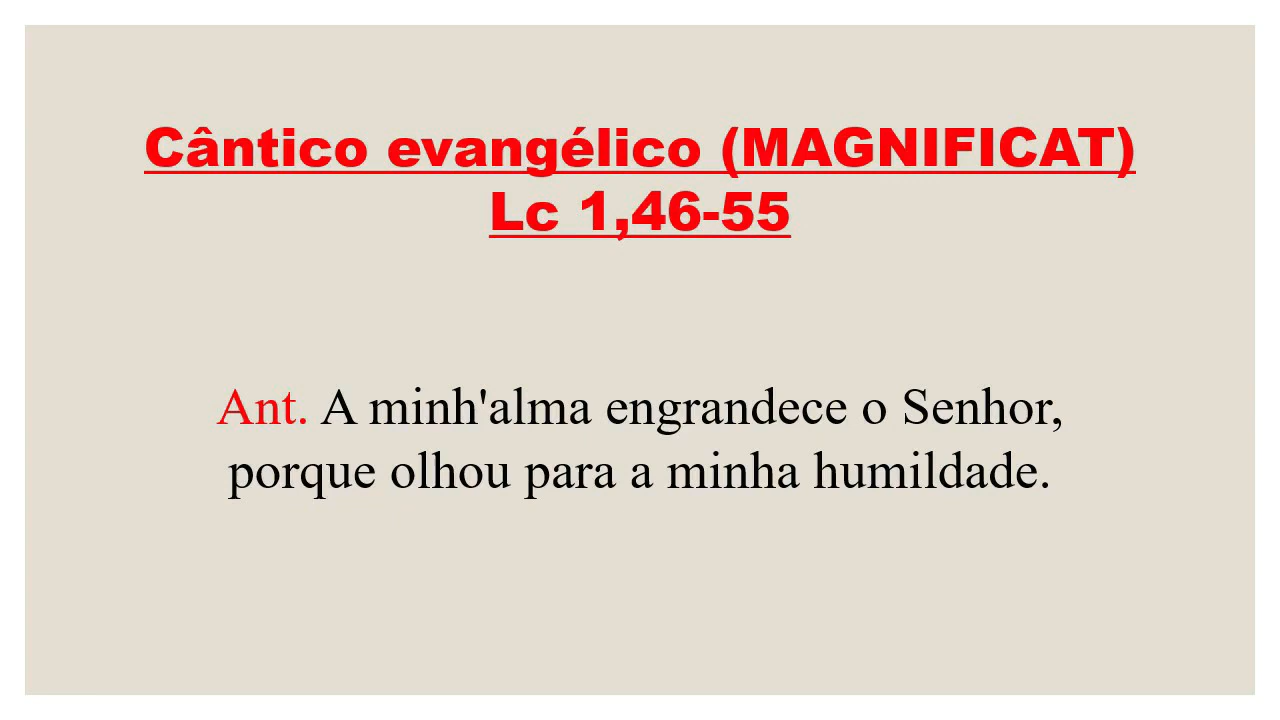 Cântico evangélico (MAGNIFICAT)
Lc 1,46-55
Ant. A minh'alma engrandece o Senhor,
porque olhou para a minha humildade.